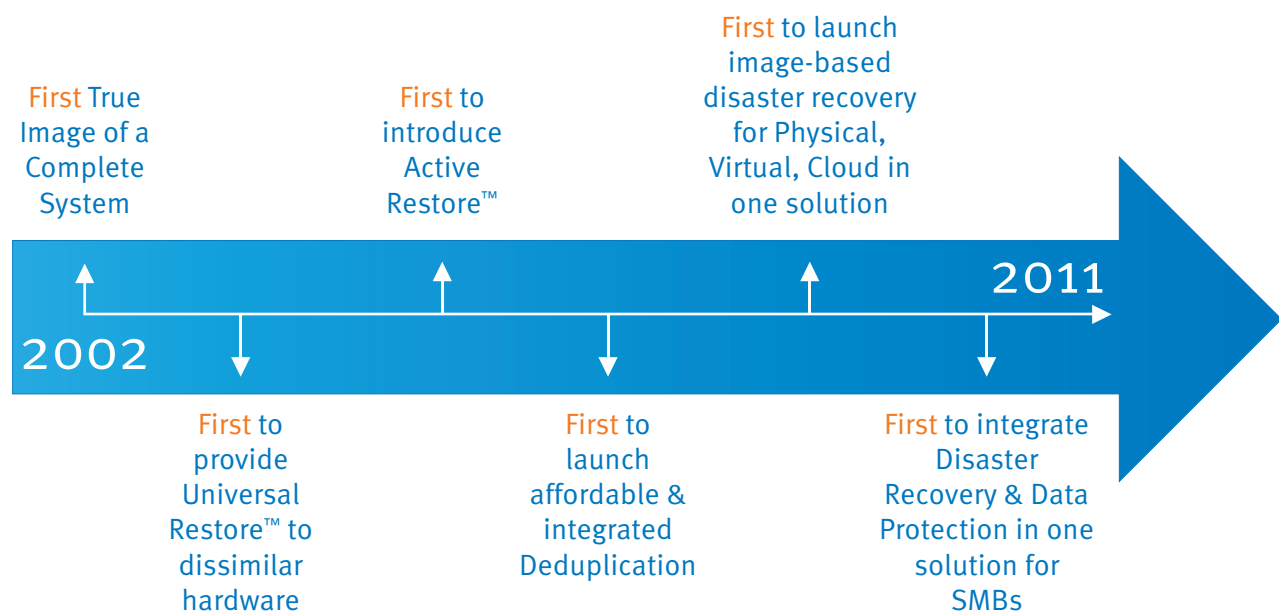 First True
Image of a
Complete
System
First to
introduce
Active
Restore™
First to launch
image-based
disaster recovery
for Physical,
Virtual, Cloud in
one solution
2002
2011
First to
provide
Universal
Restore™ to
dissimilar
hardware
First to
launch
affordable &
integrated
Deduplication
First to integrate
Disaster
Recovery & Data
Protection in one
solution for
SMBs